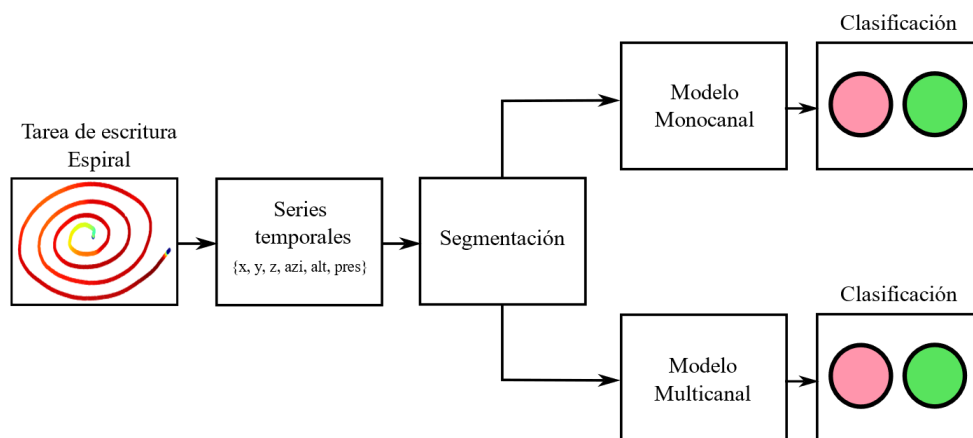 Tarea de escritura
Espiral
Series
temporales
{x, y, z, azi, alt, pres}
Segmentación
Modelo
Monocanal
Clasificación
Modelo
Multicanal
Clasificación